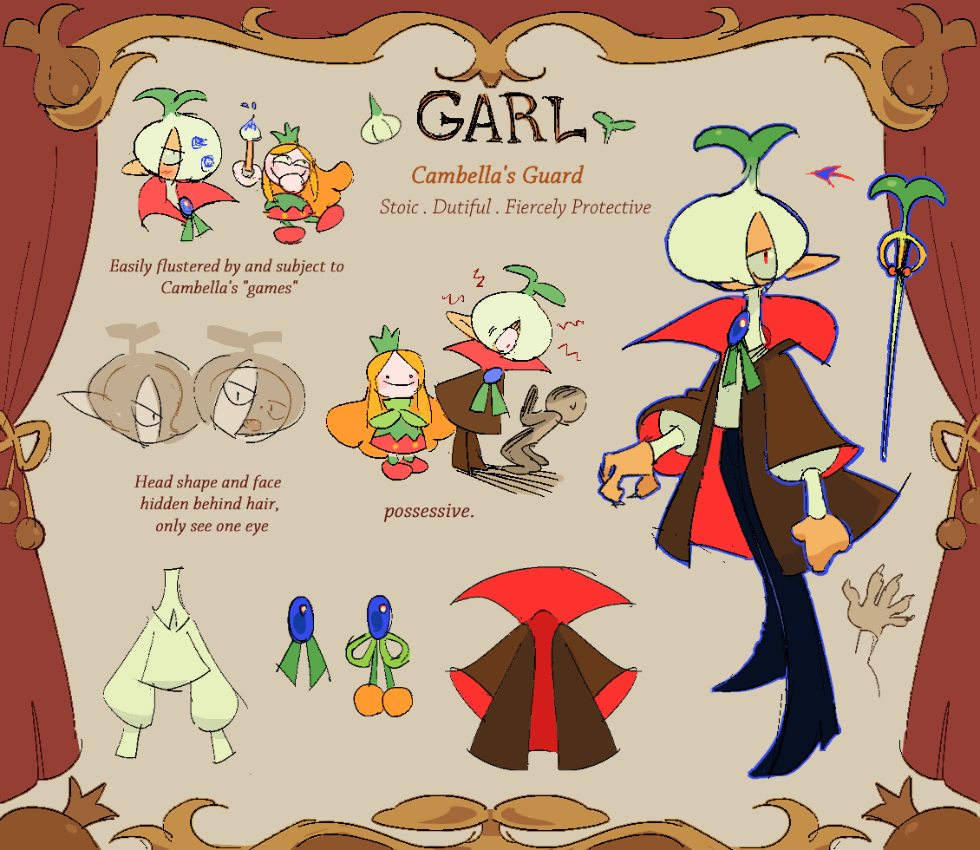 GARL
Cambella's Guard
Stoic . Dutiful . Fiercely Protective
Easily flustered by and subject to
Cambella's "games"
Head shape and face
hidden behind hair,
only see one eye
possessive.